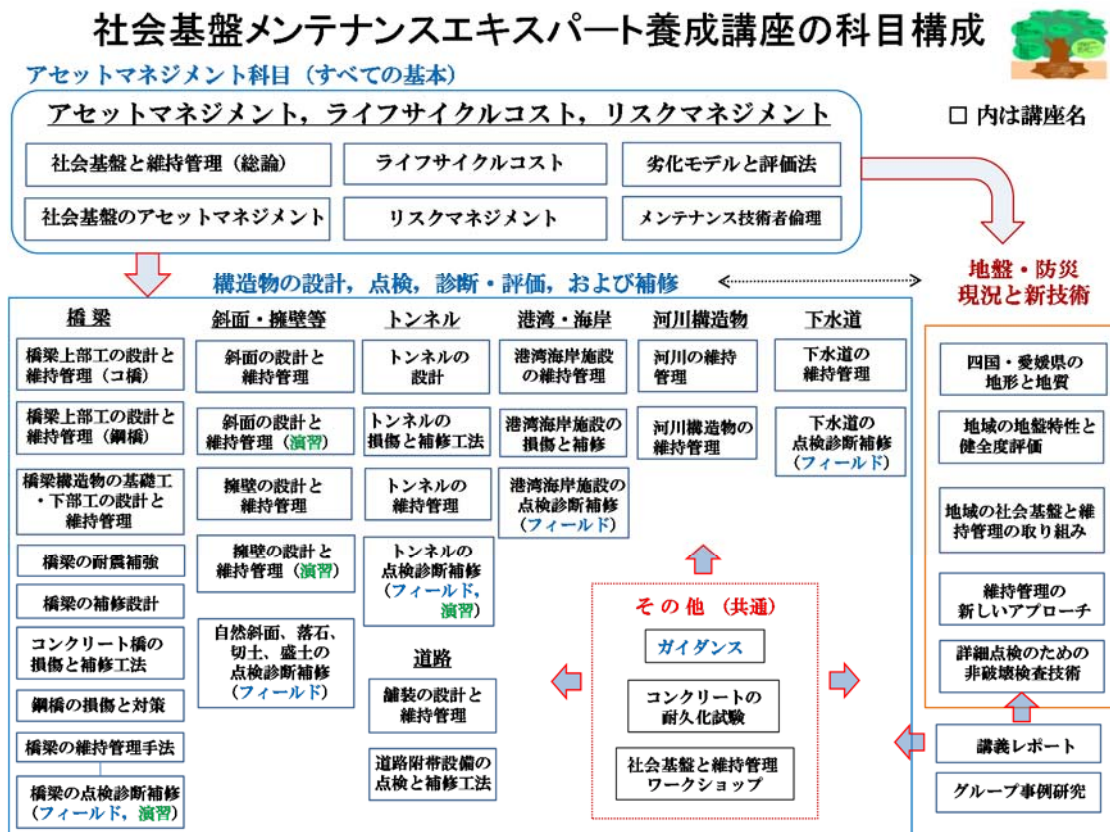 社会基盤メンテナンスエキスパート養成講座の科目構成
アセットマネジメント科目（すべての基本）
アセットマネジメント，ライフサイクルコスト，リスクマネジメント
□ 内は講座名
社会基盤と維持管理（総論）
ライフサイクルコスト
劣化モデルと評価法
社会基盤のアセットマネジメント
リスクマネジメント
メンテナンス技術者倫理
構造物の設計，点検，診断・評価，および補修
地盤・防災
現況と新技術
橋 梁
橋梁上部工の設計と
維持管理（コ橋）
橋梁上部工の設計と
維持管理（鋼橋）
橋梁構造物の基礎工
・下部工の設計と
維持管理
橋梁の耐震補強
橋梁の補修設計
コンクリート橋の
損傷と補修工法
鋼橋の損傷と対策
橋梁の維持管理手法
橋梁の点検診断補修
（フィールド，演習）
斜面・擁壁等
斜面の設計と
維持管理
斜面の設計と
維持管理（演習）
擁壁の設計と
維持管理
擁壁の設計と
維持管理（演習）
自然斜面、落石、
切土、盛土の
点検診断補修
（フィールド）
トンネル
トンネルの
設計
トンネルの
損傷と補修工法
トンネルの
維持管理
トンネルの
点検診断補修
（フィールド，
演習）
道路
舗装の設計と
維持管理
道路附帯設備の
点検と補修工法
港湾・海岸
港湾海岸施設
の維持管理
港湾海岸施設の
損傷と補修
港湾海岸施設の
点検診断補修
（フィールド）
河川構造物
河川の維持
管理
河川構造物の
維持管理
下水道
下水道の
維持管理
下水道の
点検診断補修
（フィールド）
そ の 他 （共通）
ガイダンス
コンクリートの
耐久化試験
社会基盤と維持管理
ワークショップ
四国・愛媛県の
地形と地質
地域の地盤特性と
健全度評価
地域の社会基盤と維
持管理の取り組み
維持管理の
新しいアプローチ
詳細点検のための
非破壊検査技術
講義レポート
グループ事例研究